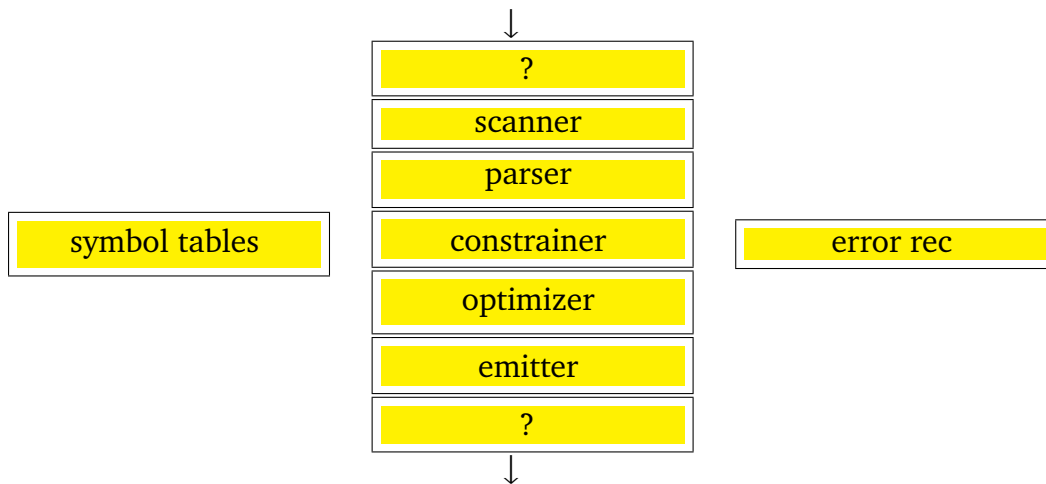 ↓
?
scanner
parser
symbol tables
constrainer
error rec
optimizer
emitter
?
↓